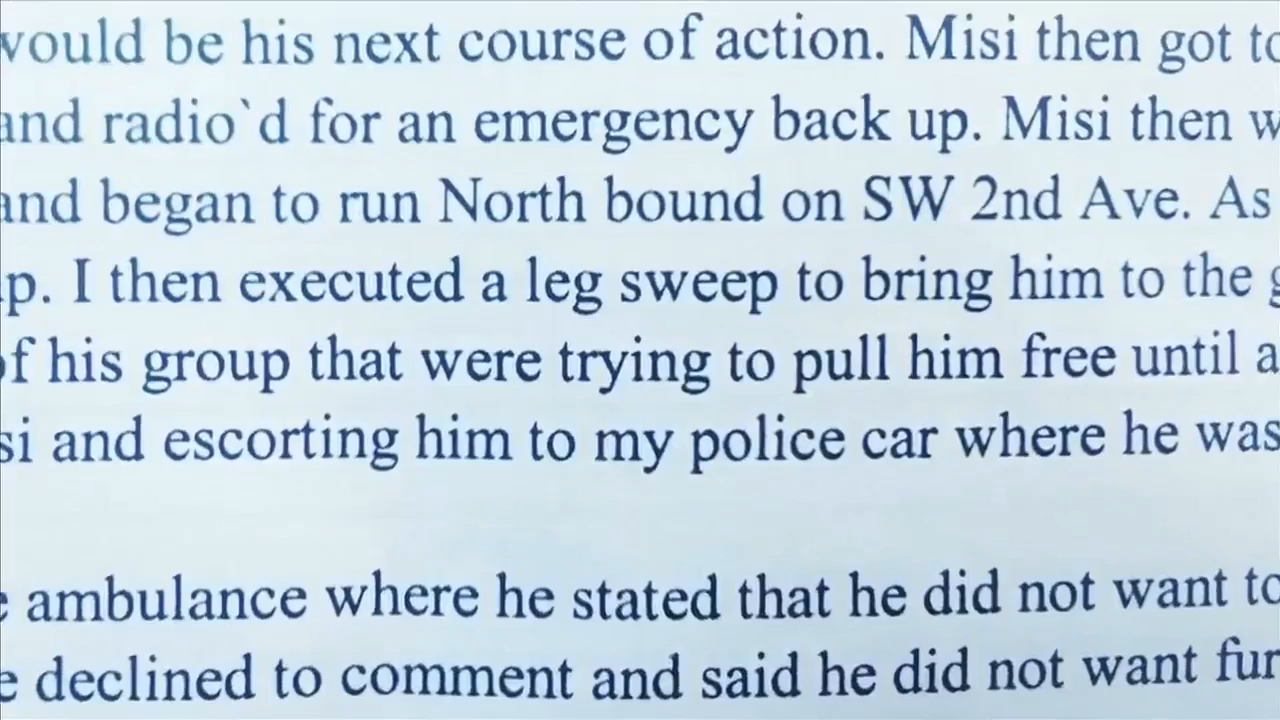 would be his next course of action. Misi then got to
and radio`d for an emergency back up. Misi then w
and began to run North bound on SW 2nd Ave. As
p. I then executed a leg sweep to bring him to the g
of his group that were trying to pull him free until a
si and escorting him to my police car where he was
e ambulance where he stated that he did not want to
e declined to comment and said he did not want fur